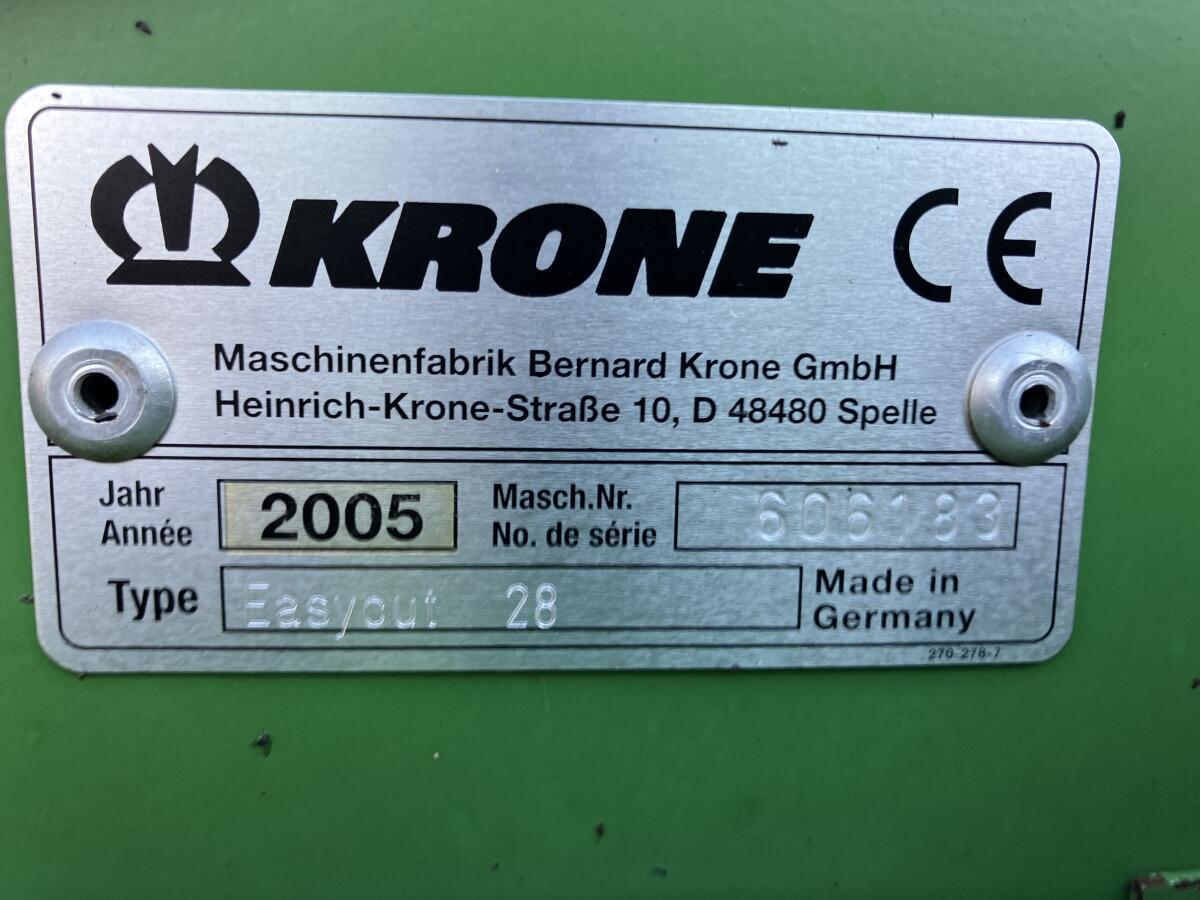 KRONE CE
Maschinenfabrik Bernard Krone GmbH
Heinrich-Krone-Straße 10, D 48480 Spelle
Jahr
Année
2005
Masch.Nr.
No. de série
606183
Type
Easycut 28
Made in
Germany
270-278-7